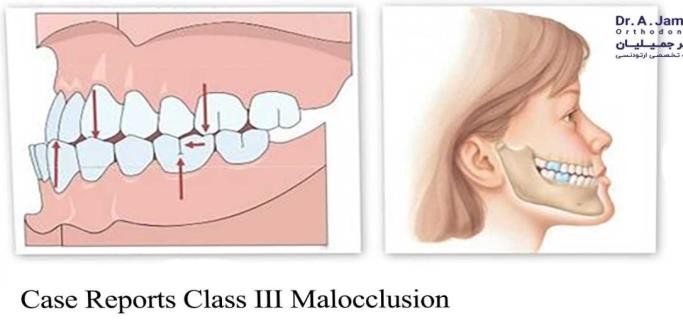 Dr. A. Jam
Orthodon
ر جمیلیان
تخصصی ارتودنسی
Case Reports Class III Malocclusion